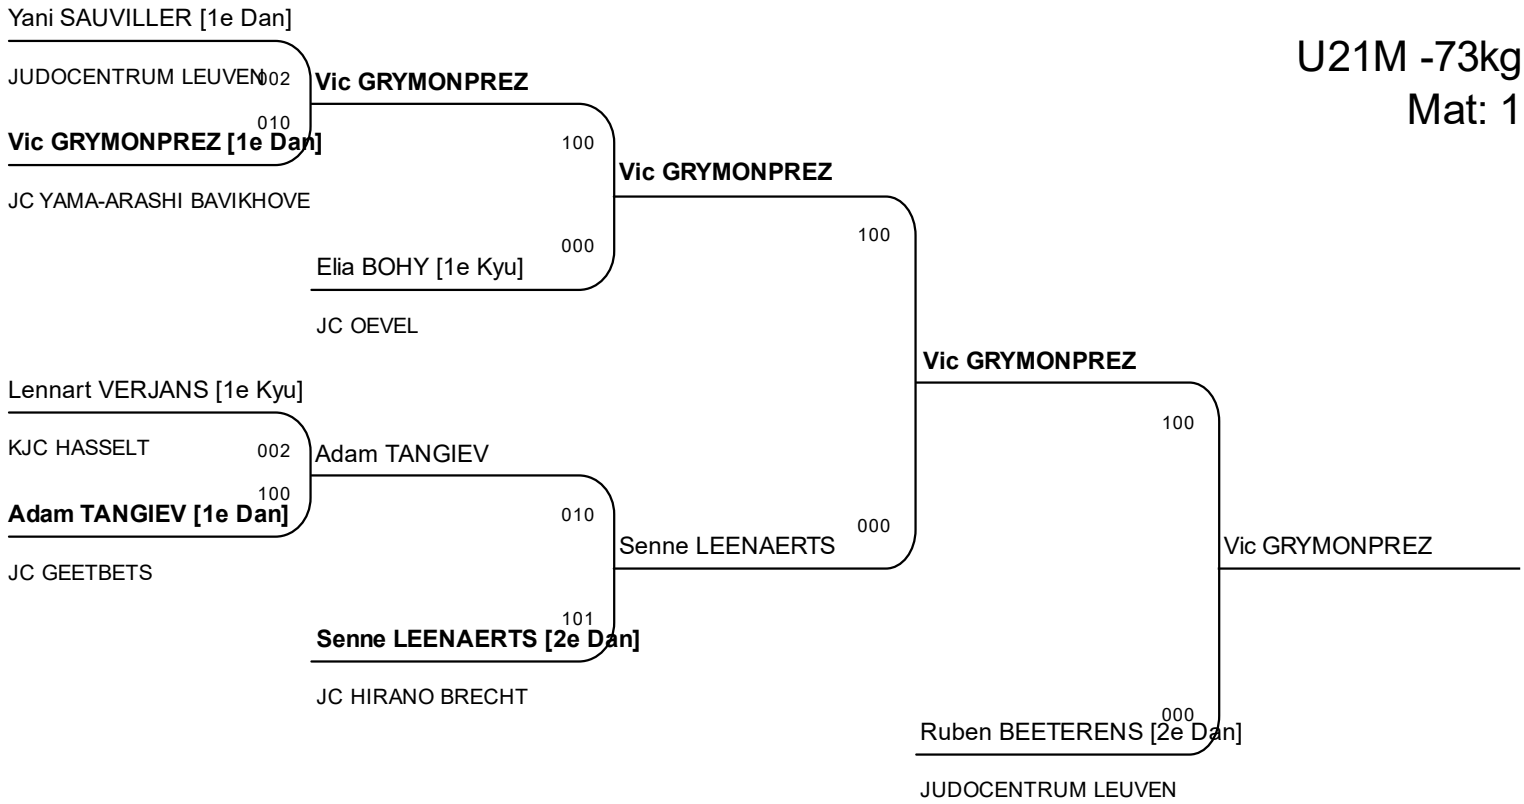 Yani SAUVILLER [1e Dan]
JUDOCENTRUM LEUVEN
002
010
Vic GRYMONPREZ [1e Dan]
JC YAMA-ARASHI BAVIKHOVE
Vic GRYMONPREZ
100
000
Elia BOHY [1e Kyu]
JC OEVEL
Lennart VERJANS [1e Kyu]
KJC HASSELT
002
100
Adam TANGIEV [1e Dan]
JC GEETBETS
Adam TANGIEV
010
101
Senne LEENAERTS [2e Dan]
JC HIRANO BRECHT
Vic GRYMONPREZ
100
000
Senne LEENAERTS
Vic GRYMONPREZ
100
000
Ruben BEETERENS [2e Dan]
JUDOCENTRUM LEUVEN
Vic GRYMONPREZ
U21M -73kg
Mat: 1